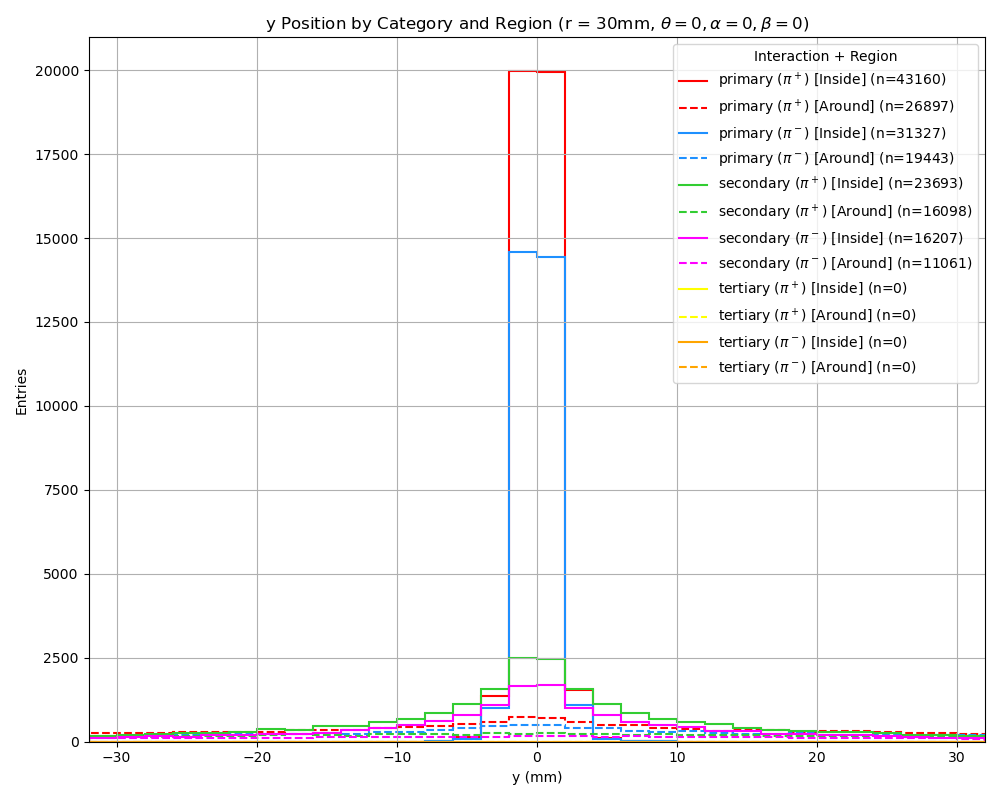 y Position by Category and Region (r = 30mm, θ = 0, α = 0, β = 0)
Interaction + Region
primary (π⁺) [Inside] (n=43160)
primary (π⁺) [Around] (n=26897)
primary (π⁻) [Inside] (n=31327)
primary (π⁻) [Around] (n=19443)
secondary (π⁺) [Inside] (n=23693)
secondary (π⁺) [Around] (n=16098)
secondary (π⁻) [Inside] (n=16207)
secondary (π⁻) [Around] (n=11061)
tertiary (π⁺) [Inside] (n=0)
tertiary (π⁺) [Around] (n=0)
tertiary (π⁻) [Inside] (n=0)
tertiary (π⁻) [Around] (n=0)
20000
17500
15000
12500
10000
7500
5000
2500
0
Entries
−30 −20 −10 0 10 20 30
y (mm)